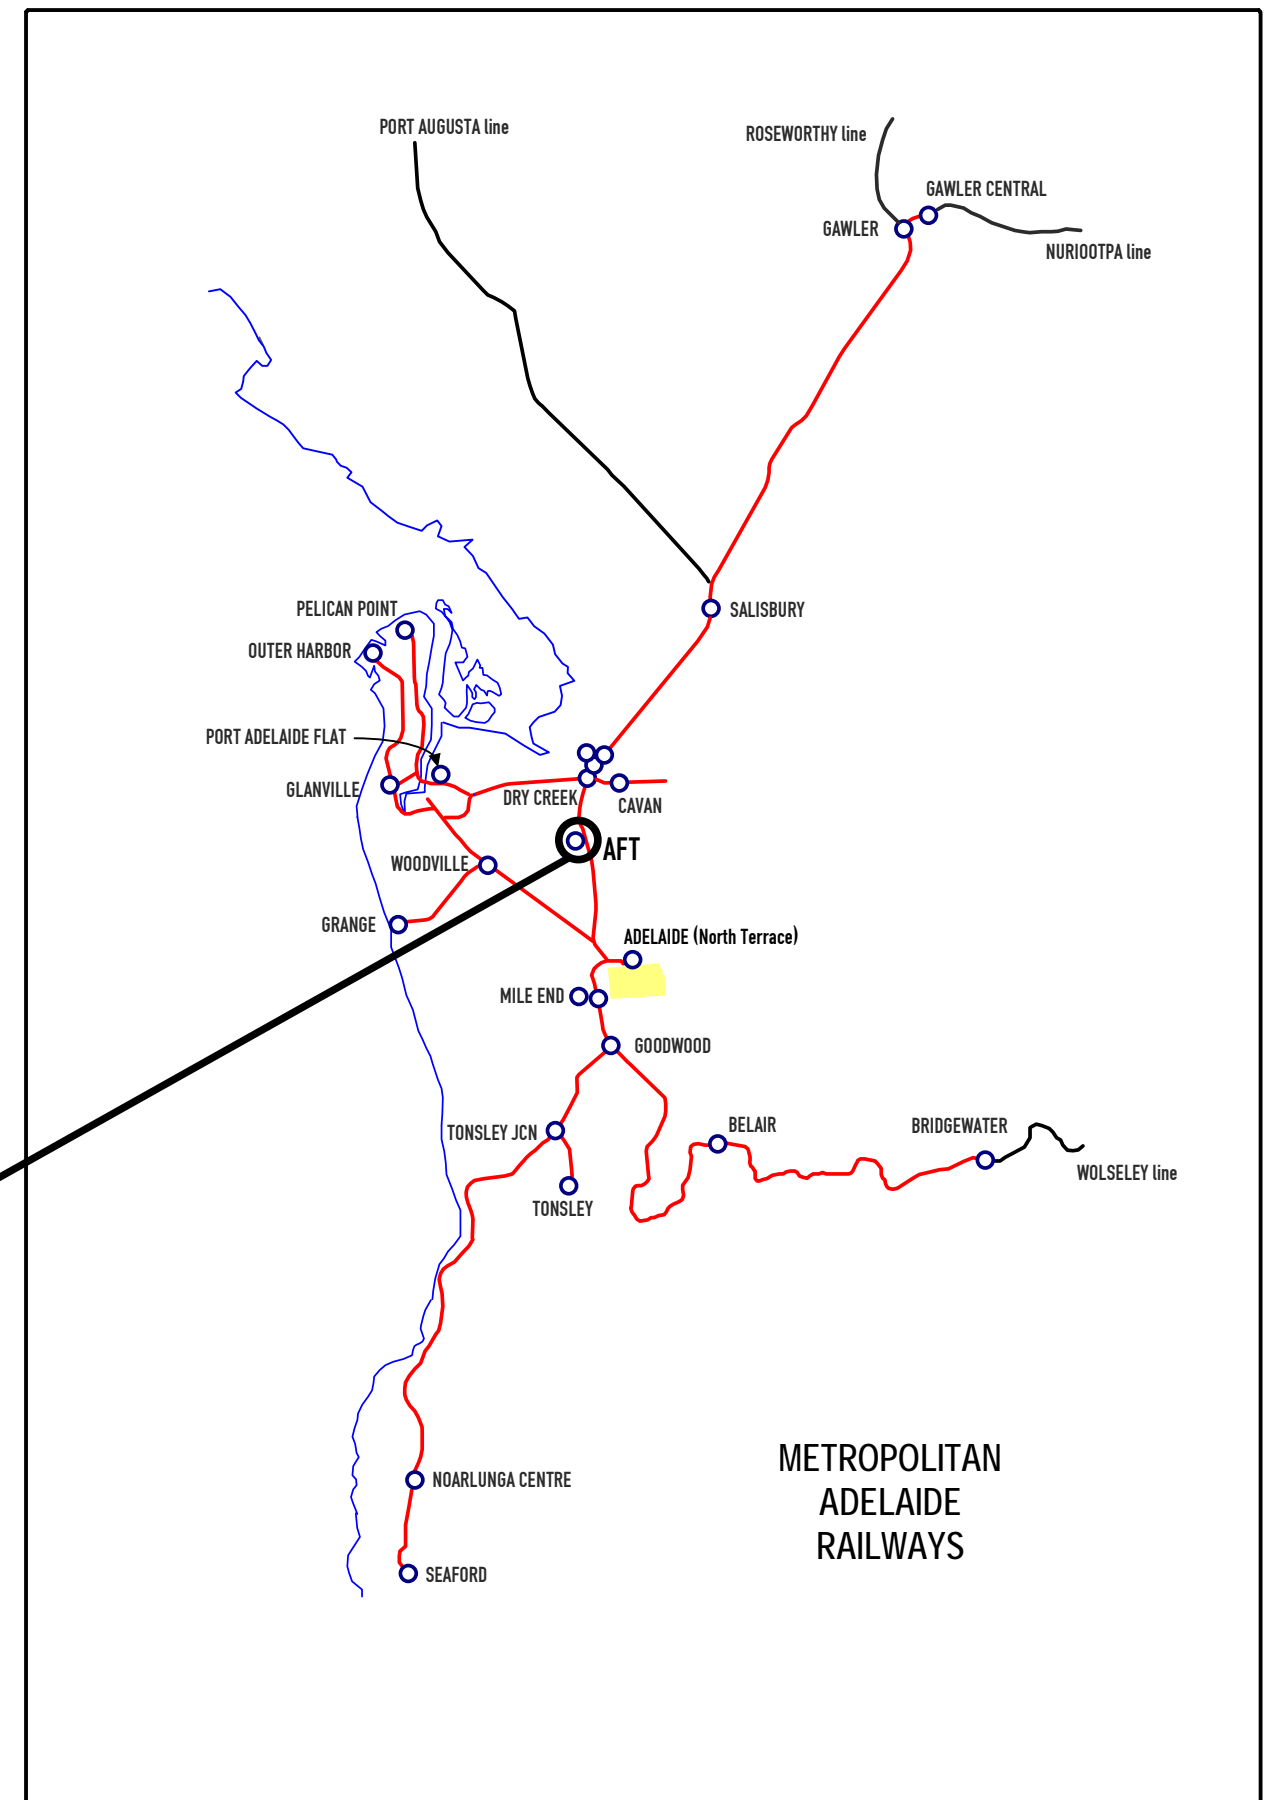 PORT AUGUSTA line
ROSEWORTHY line
GAWLER CENTRAL
GAWLER
NURIOOTPA line
PELICAN POINT
SALISBURY
OUTER HARBOR
PORT ADELAIDE FLAT
GLANVILLE
DRY CREEK
CAVAN
AFT
WOODVILLE
GRANGE
ADELAIDE (North Terrace)
MILE END
GOODWOOD
TONSLEY JCN
BELAIR
BRIDGEWATER
WOLSELEY line
TONSLEY
METROPOLITAN
ADELAIDE
RAILWAYS
NOARLUNGA CENTRE
SEAFORD